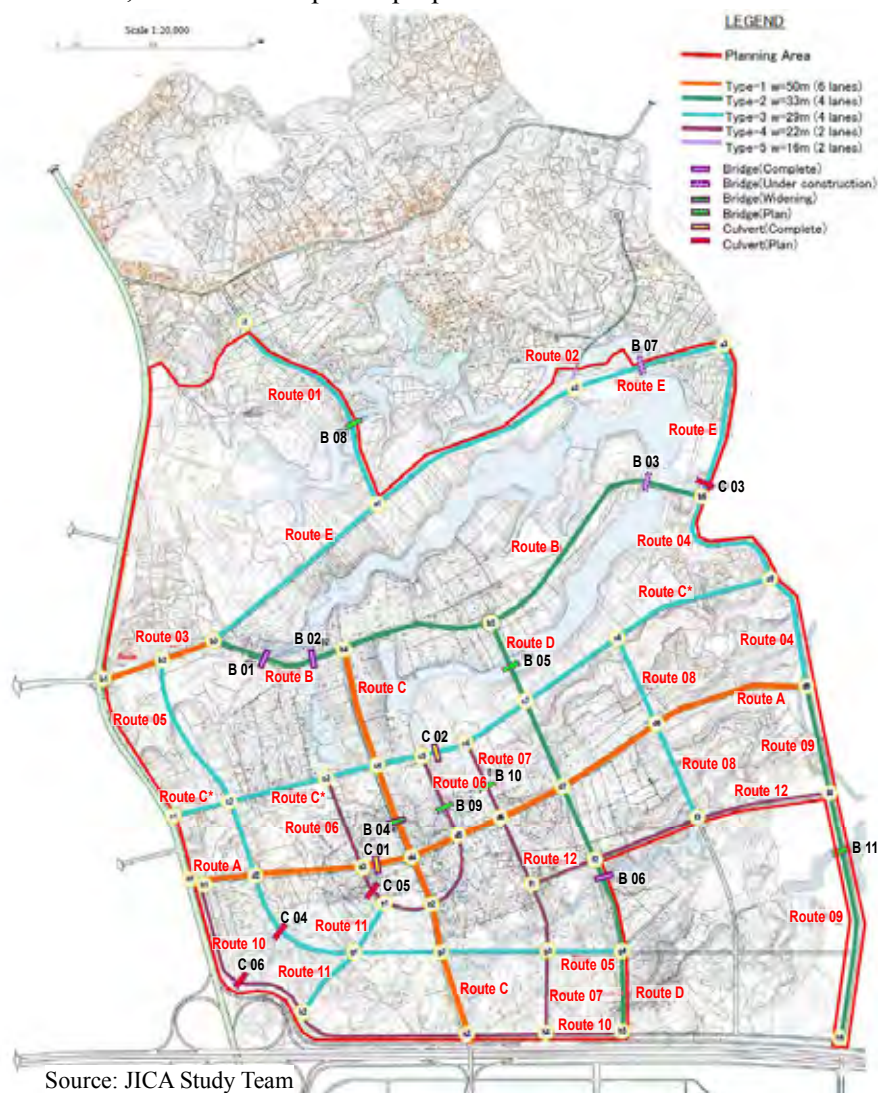 Scale 1:20,000
LEGEND
Planning Area
Type-1 w=50m (6 lanes)
Type-2 w=33m (4 lanes)
Type-3 w=29m (4 lanes)
Type-4 w=22m (2 lanes)
Type-5 w=16m (2 lanes)
Bridge(Complete)
Bridge(Under construction)
Bridge(Widening)
Bridge(Plan)
Culvert(Complete)
Culvert(Plan)
Route 02
B 07
Route E
Route 01
B 08
Route E
B 03
C 03
Route B
Route 04
Route E
Route C*
Route 03
B 02
B 01
Route B
Route D
B 05
Route 04
Route C
Route 08
Route A
Route 05
C 02
Route 07
Route 09
Route C*
Route C*
Route 06
B 10
Route 08
Route 12
Route 06
B 09
B 04
C 01
B 11
Route A
C 05
Route 12
B 06
C 04
Route 11
Route 09
Route 10
C 06
Route 11
Route 05
Route C
Route 07
Route D
Route 10
Source: JICA Study Team